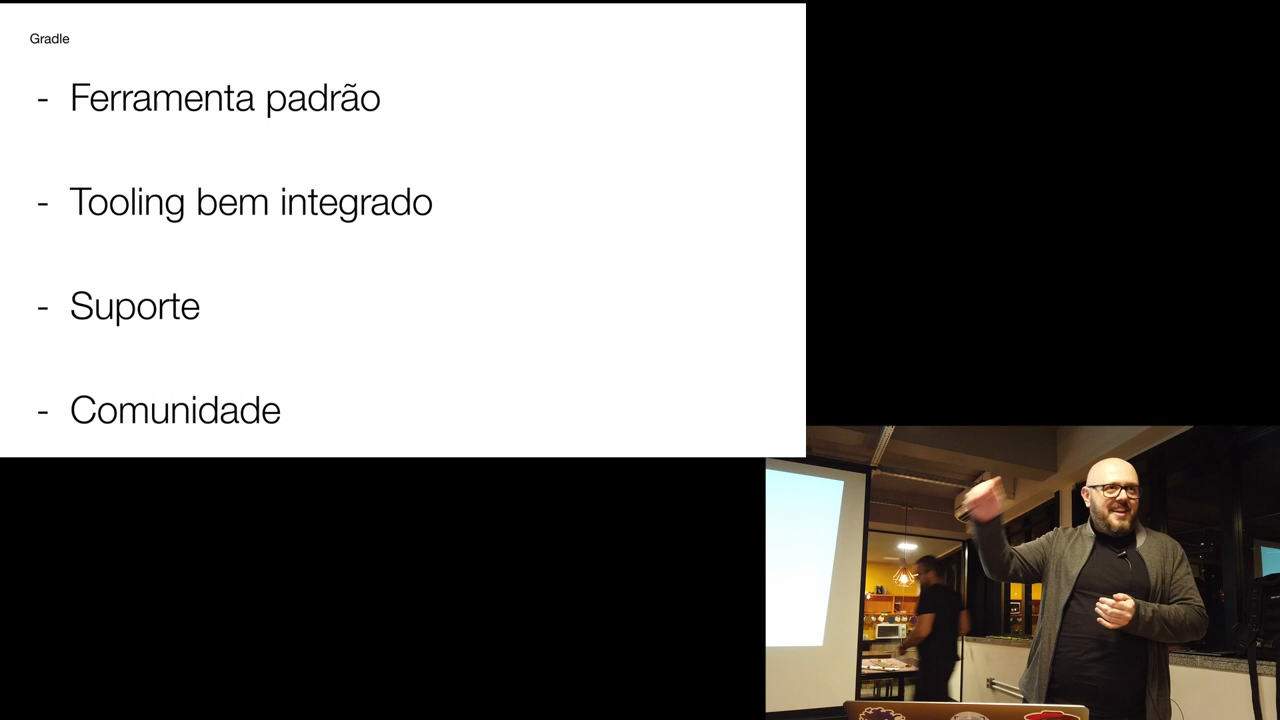 Gradle
- Ferramenta padrão
- Tooling bem integrado
- Suporte
- Comunidade